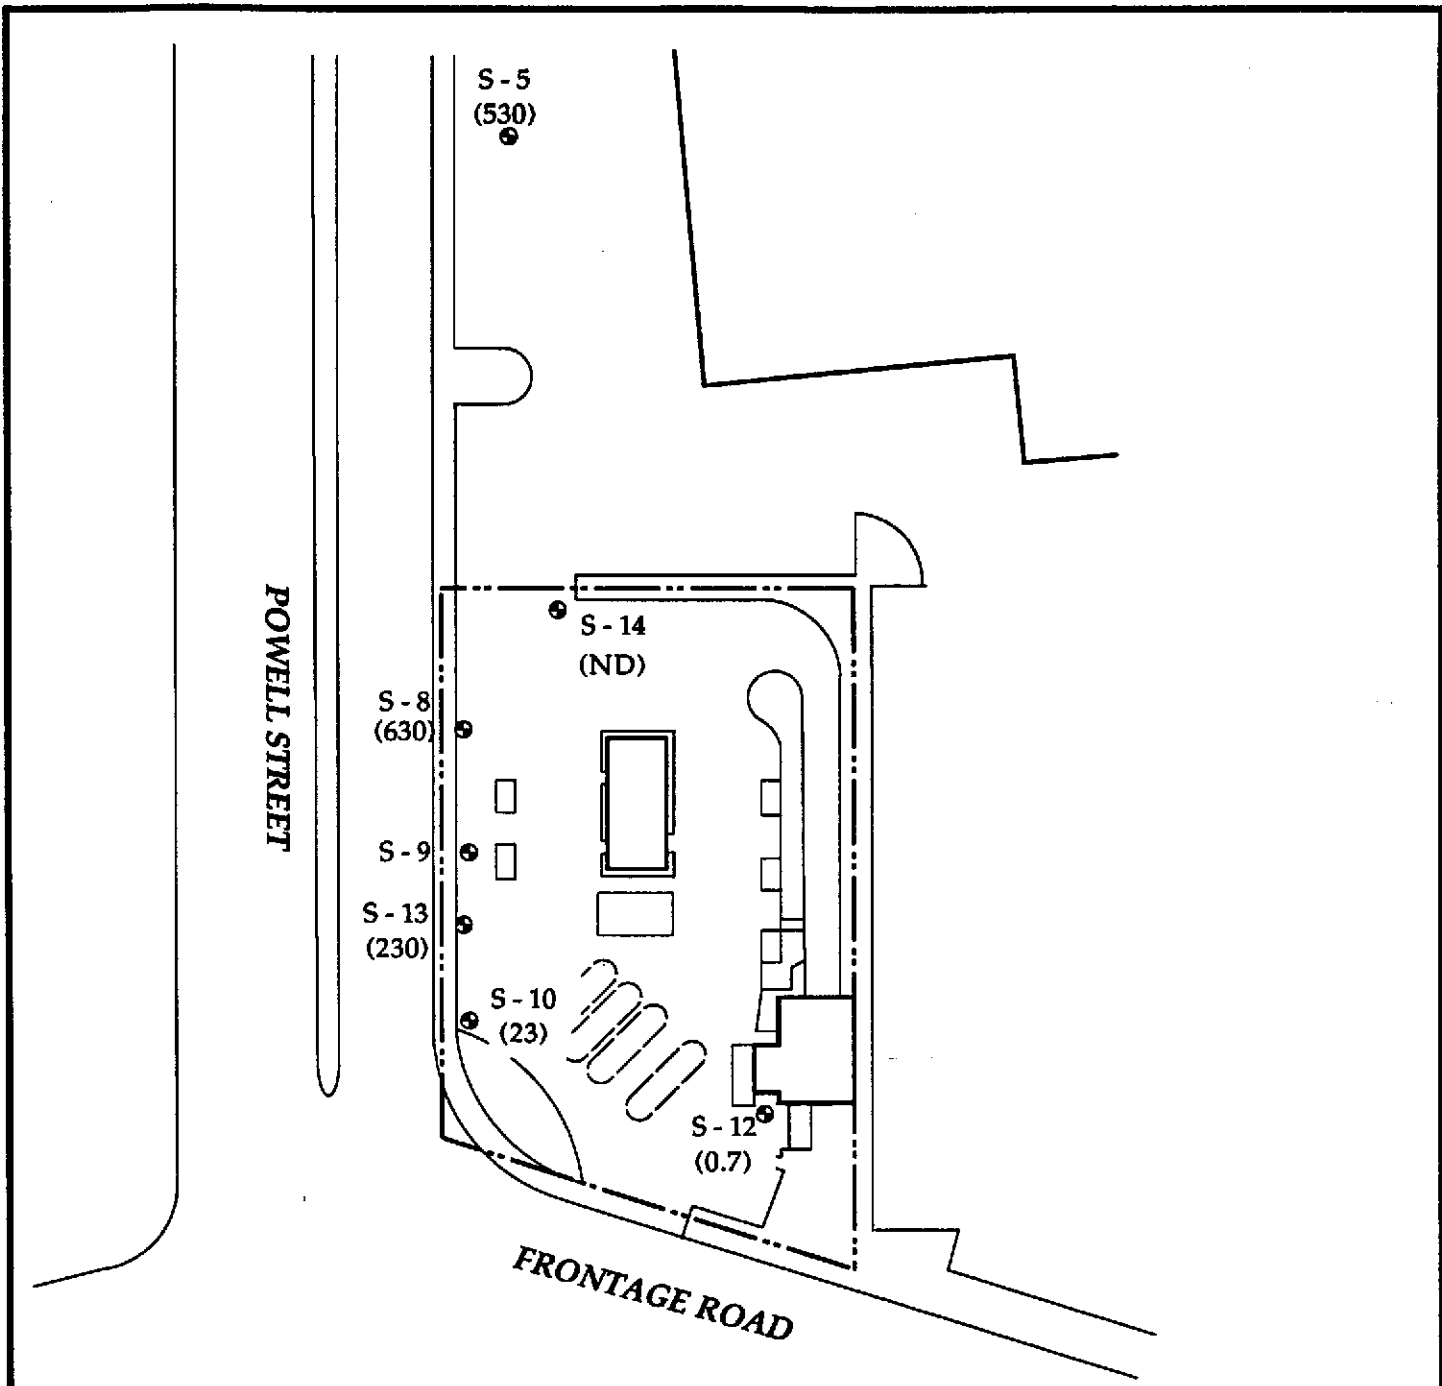 S - 5
(530)
S - 14
(ND)
POWELL STREET
S - 8
(630)
S - 9
S - 13
(230)
S - 10
(23)
S - 12
(0.7)
FRONTAGE ROAD